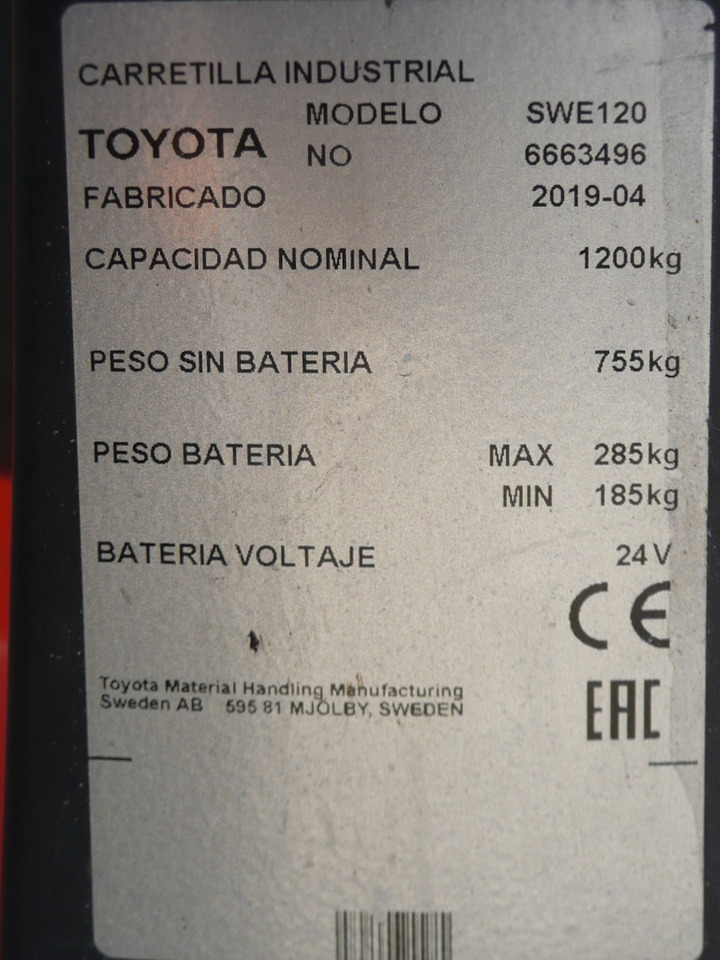 CARRETILLA INDUSTRIAL
TOYOTA
MODELO SWE120
NO 6663496
FABRICADO 2019-04
CAPACIDAD NOMINAL 1200kg
PESO SIN BATERIA 755kg
PESO BATERIA MAX 285kg
MIN 185kg
BATERIA VOLTAJE 24V
CE
Toyota Material Handling Manufacturing
Sweden AB 595 81 MJÖLBY, SWEDEN
EAC